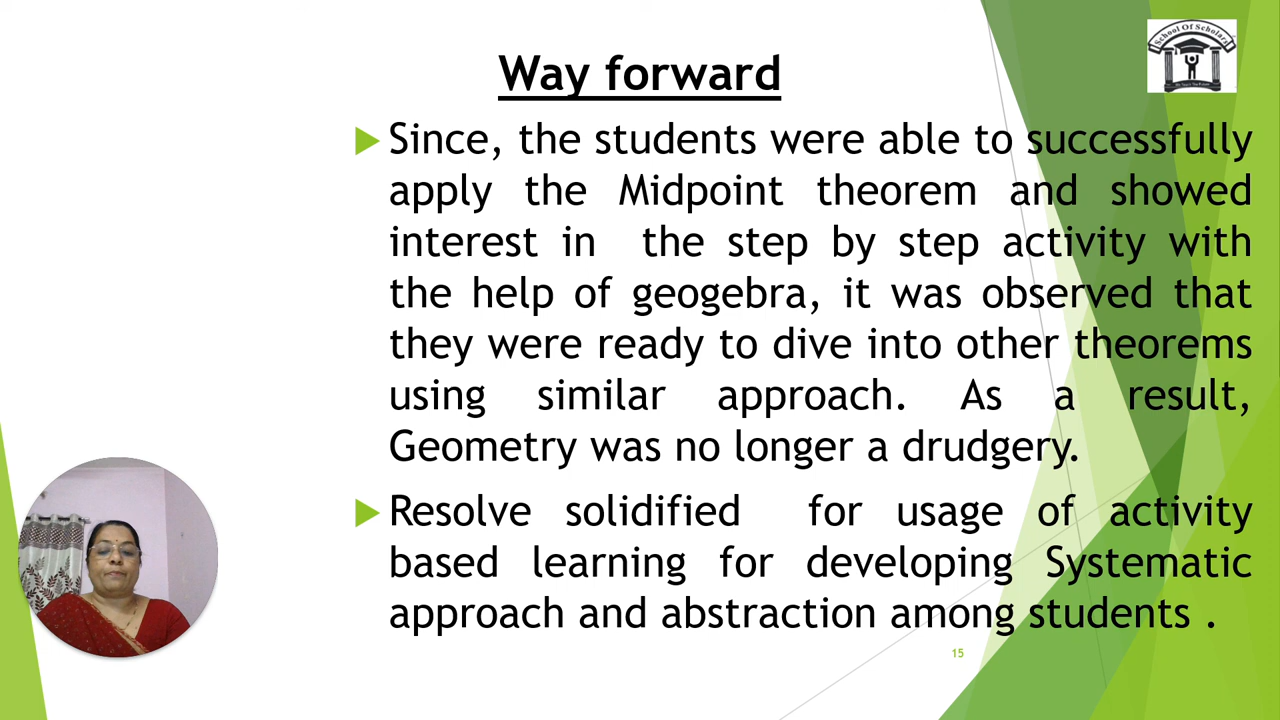 School Of Scholars
Way forward
Since, the students were able to successfully
apply the Midpoint theorem and showed
interest in the step by step activity with
the help of geogebra, it was observed that
they were ready to dive into other theorems
using similar approach. As a result,
Geometry was no longer a drudgery.
Resolve solidified for usage of activity
based learning for developing Systematic
approach and abstraction among students .
15